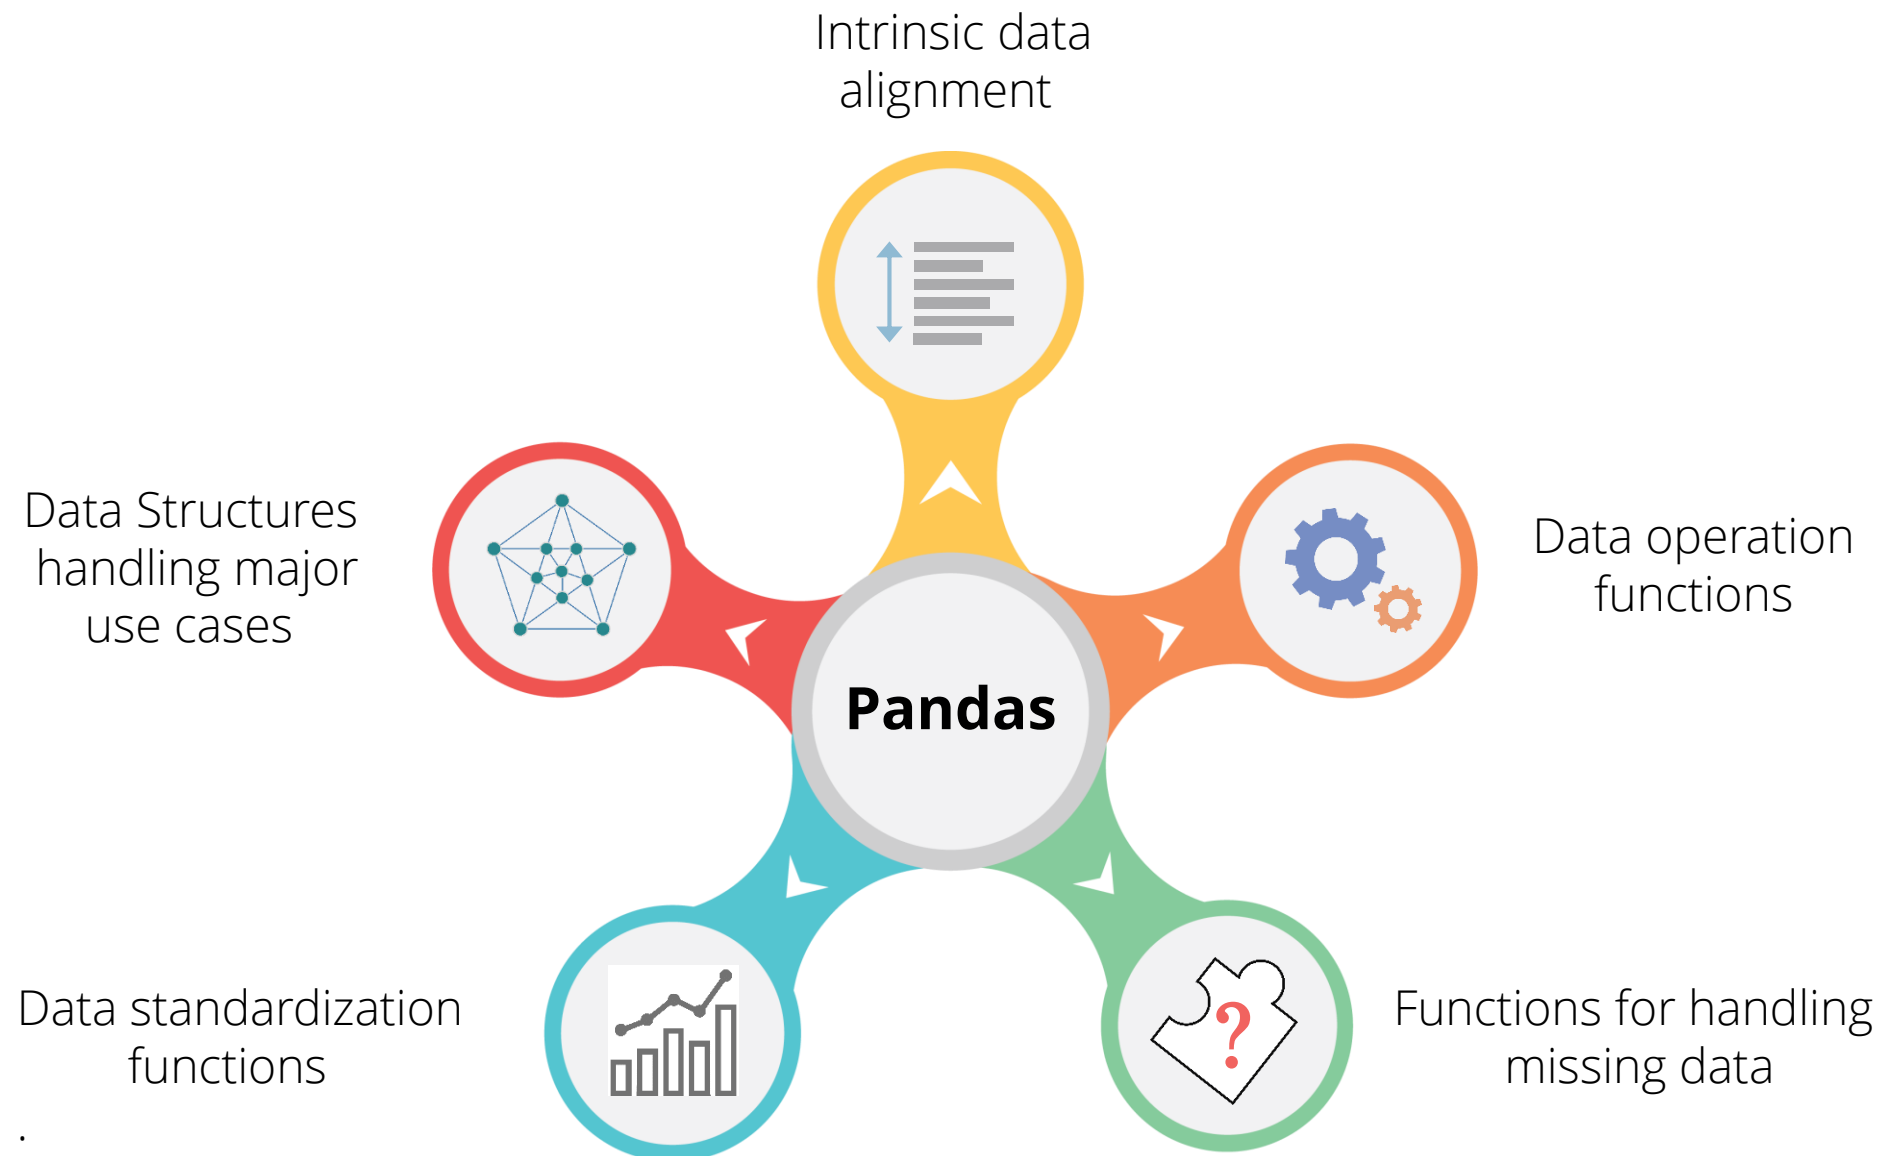 Intrinsic data
alignment
Data Structures
handling major
use cases
Data operation
functions
Pandas
Data standardization
functions
.
?
Functions for handling
missing data